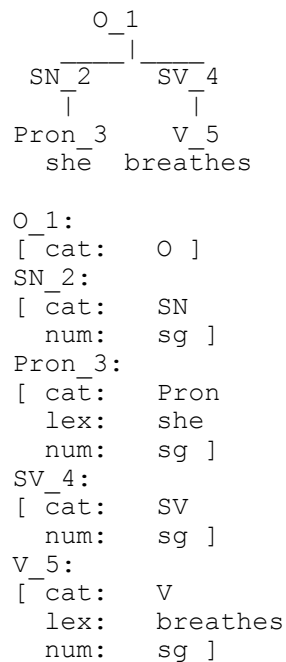 O_1
SN_2 SV_4
Pron_3 V_5
she breathes
O_1:
[ cat: O ]
SN_2:
[ cat: SN
num: sg ]
Pron_3:
[ cat: Pron
lex: she
num: sg ]
SV_4:
[ cat: SV
num: sg ]
V_5:
[ cat: V
lex: breathes
num: sg ]